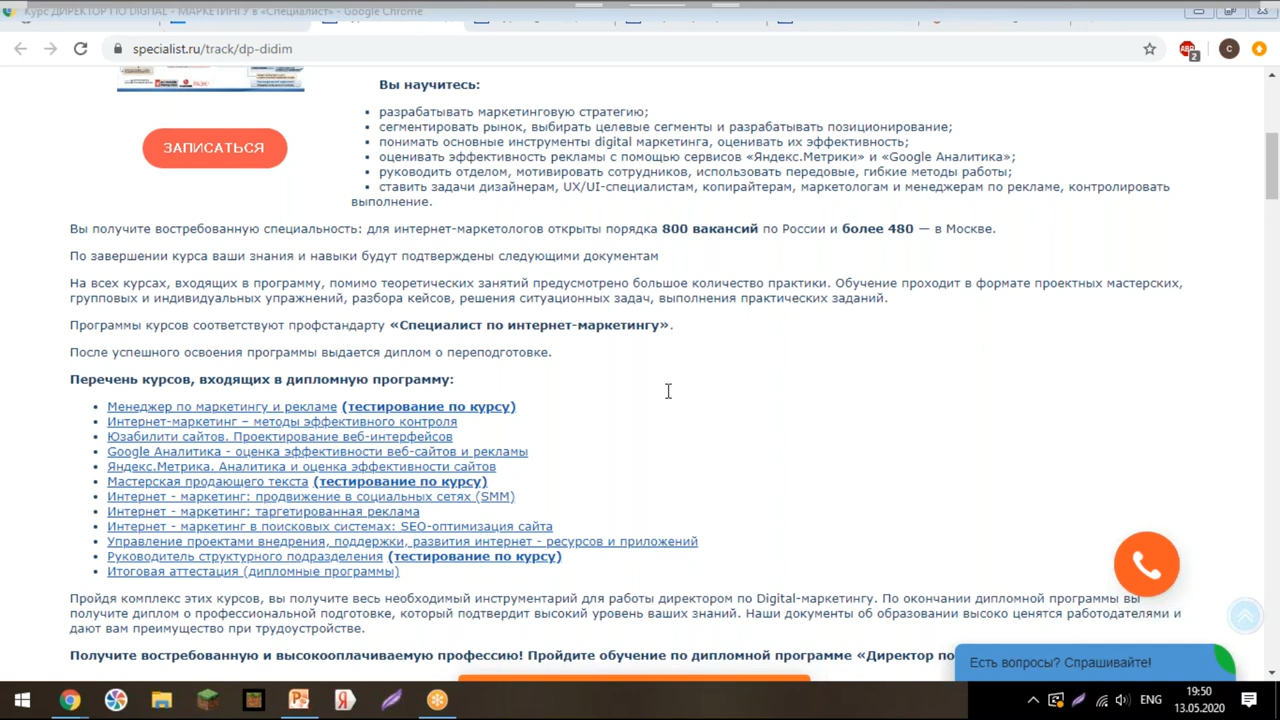 Курс ДИРЕКТОР ПО DIGITAL - МАРКЕТИНГУ в «Специалист» - Google Chrome
specialist.ru/track/dp-didim
ABP
2
C
Вы научитесь:
разрабатывать маркетинговую стратегию;
сегментировать рынок, выбирать целевые сегменты и разрабатывать позиционирование;
понимать основные инструменты digital маркетинга, оценивать их эффективность;
оценивать эффективность рекламы с помощью сервисов «Яндекс.Метрики» и «Google Аналитика»;
руководить отделом, мотивировать сотрудников, использовать передовые, гибкие методы работы;
ставить задачи дизайнерам, UX/UI-специалистам, копирайтерам, маркетологам и менеджерам по рекламе, контролировать
выполнение.
ЗАПИСАТЬСЯ
Вы получите востребованную специальность: для интернет-маркетологов открыты порядка 800 вакансий по России и более 480 — в Москве.
По завершении курса ваши знания и навыки будут подтверждены следующими документам
На всех курсах, входящих в программу, помимо теоретических занятий предусмотрено большое количество практики. Обучение проходит в формате проектных мастерских,
групповых и индивидуальных упражнений, разбора кейсов, решения ситуационных задач, выполнения практических заданий.
Программы курсов соответствуют профстандарту «Специалист по интернет-маркетингу».
После успешного освоения программы выдается диплом о переподготовке.
Перечень курсов, входящих в дипломную программу:
Менеджер по маркетингу и рекламе (тестирование по курсу)
Интернет-маркетинг – методы эффективного контроля
Юзабилити сайтов. Проектирование веб-интерфейсов
Google Аналитика - оценка эффективности веб-сайтов и рекламы
Яндекс.Метрика. Аналитика и оценка эффективности сайтов
Мастерская продающего текста (тестирование по курсу)
Интернет - маркетинг: продвижение в социальных сетях (SMM)
Интернет - маркетинг: таргетированная реклама
Интернет - маркетинг в поисковых системах: SEO-оптимизация сайта
Управление проектами внедрения, поддержки, развития интернет - ресурсов и приложений
Руководитель структурного подразделения (тестирование по курсу)
Итоговая аттестация (дипломные программы)
Пройдя комплекс этих курсов, вы получите весь необходимый инструментарий для работы директором по Digital-маркетингу. По окончании дипломной программы вы
получите диплом о профессиональной подготовке, который подтвердит высокий уровень ваших знаний. Наши документы об образовании высоко ценятся работодателями и
дают вам преимущество при трудоустройстве.
Получите востребованную и высокооплачиваемую профессию! Пройдите обучение по дипломной программе «Директор по
Есть вопросы? Спрашивайте!
ENG
19:50
13.05.2020